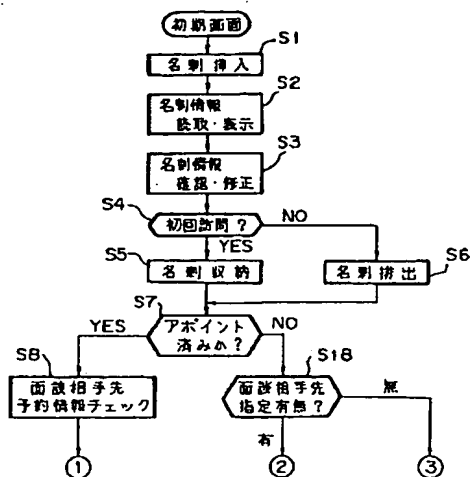 初期画面
S1
名刺挿入
S2
名刺情報
読取・表示
S3
名刺情報
確認・修正
S4
初回訪問?
NO
YES
S5
名刺収納
S6
名刺排出
S7
アポイント
済みか?
YES
NO
S8
面談相手先
予約情報チェック
S18
面談相手先
指定有無?
無
有
①
②
③